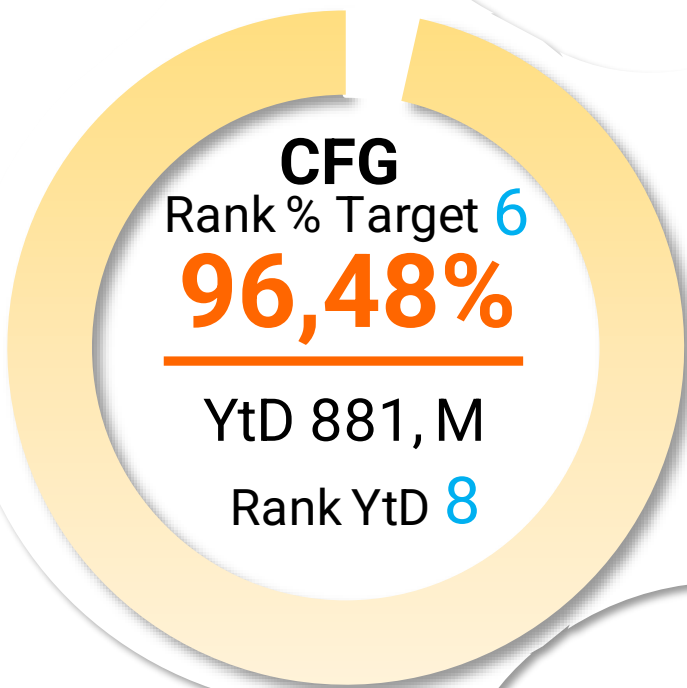 CFG
Rank % Target 6
96,48%
YtD 881, M
Rank YtD 8